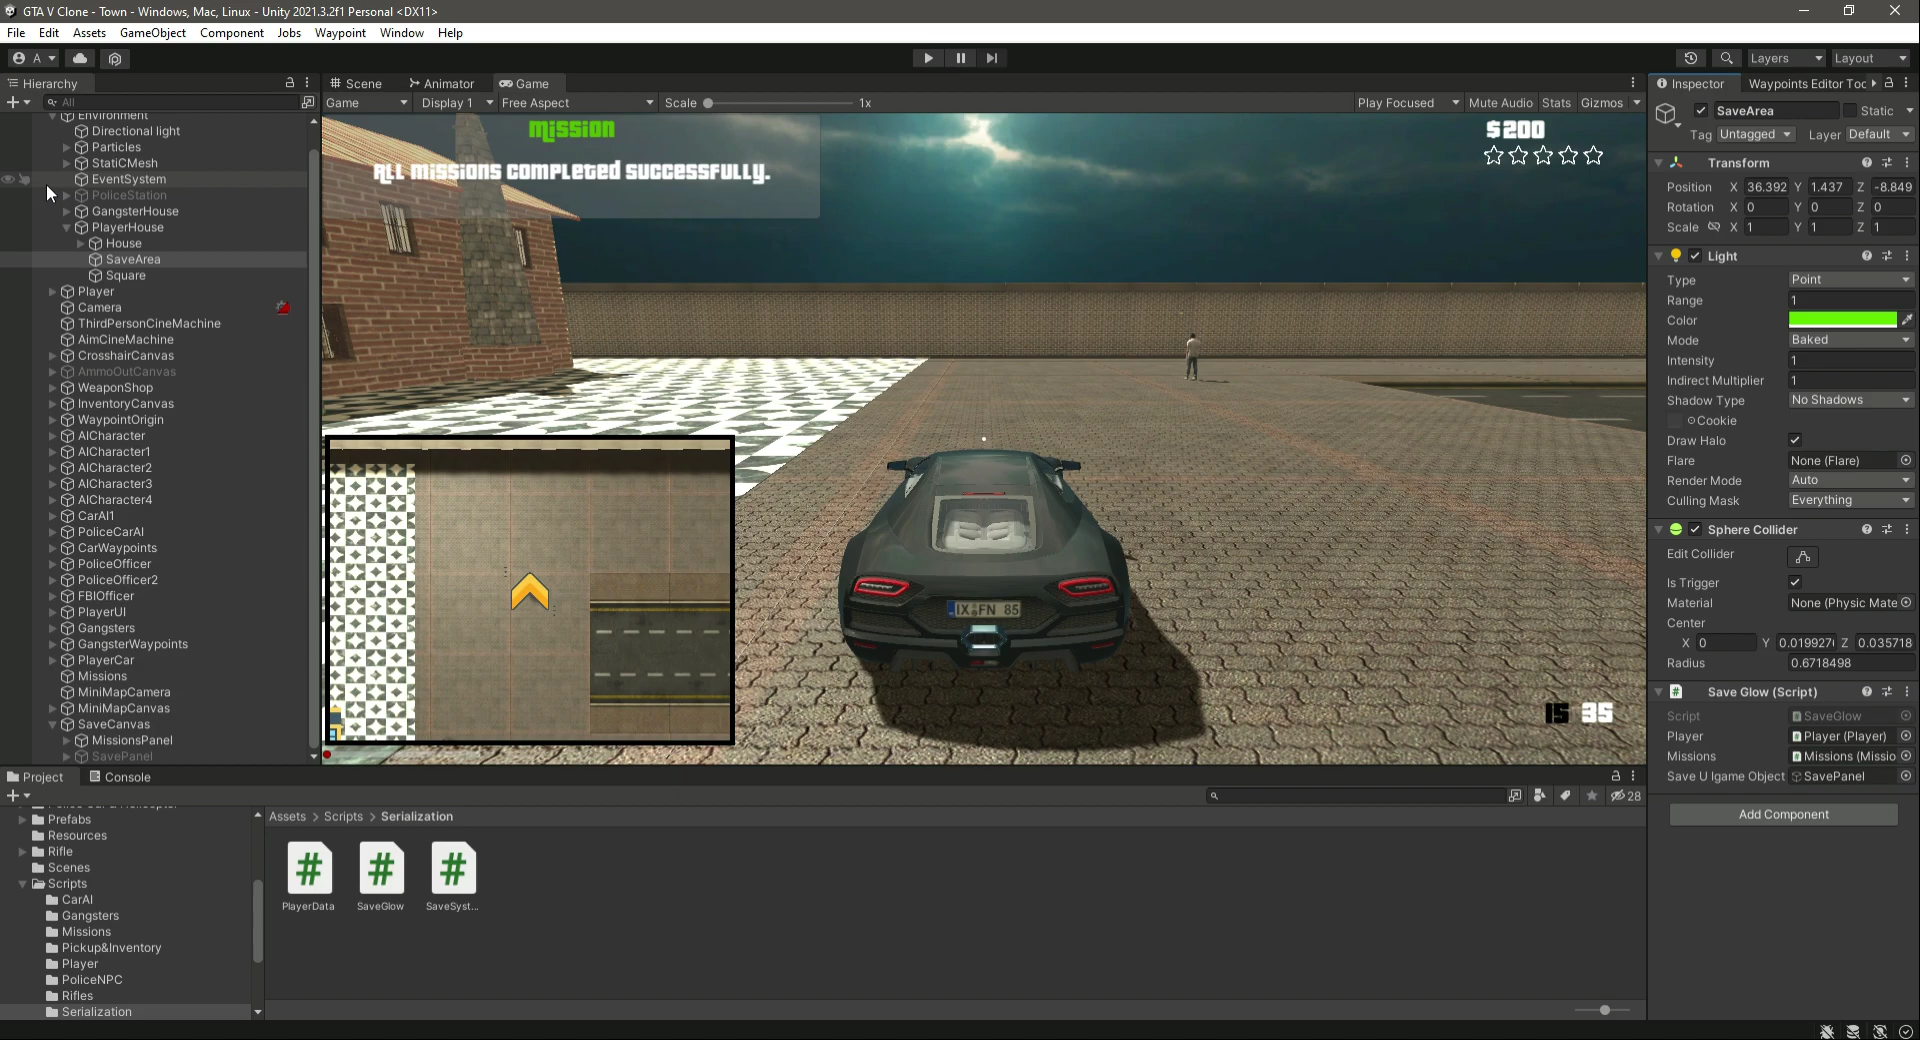 GTA V Clone - Town - Windows, Mac, Linux - Unity 2021.3.2f1 Personal <DX11>
File Edit Assets GameObject Component Jobs Waypoint Window Help
A Layers Layout
Hierarchy
All
Environment
Directional light
Particles
StatiCMesh
EventSystem
PoliceStation
GangsterHouse
PlayerHouse
House
SaveArea
Square
Player
Camera
ThirdPersonCineMachine
AimCineMachine
CrosshairCanvas
AmmoOutCanvas
WeaponShop
InventoryCanvas
WaypointOrigin
AICharacter
AICharacter1
AICharacter2
AICharacter3
AICharacter4
CarAI1
PoliceCarAI
CarWaypoints
PoliceOfficer
PoliceOfficer2
FBIOfficer
PlayerUI
Gangsters
GangsterWaypoints
PlayerCar
Missions
MiniMapCamera
MiniMapCanvas
SaveCanvas
MissionsPanel
SavePanel
Scene Animator Game
Game Display 1 Free Aspect Scale 1x Play Focused Mute Audio Stats Gizmos
Mission
All missions completed successfully.
$200
IX FN 85
15 35
Inspector Waypoints Editor Toc
SaveArea Static
Tag Untagged Layer Default
Transform
Position X 36.392 Y 1.437 Z -8.849
Rotation X 0 Y 0 Z 0
Scale X 1 Y 1 Z 1
Light
Type Point
Range 1
Color
Mode Baked
Intensity 1
Indirect Multiplier 1
Shadow Type No Shadows
Cookie
Draw Halo
Flare None (Flare)
Render Mode Auto
Culling Mask Everything
Sphere Collider
Edit Collider
Is Trigger
Material None (Physic Mate
Center
X 0 Y 0.019927( Z 0.035718
Radius 0.6718498
Save Glow (Script)
Script SaveGlow
Player Player (Player)
Missions Missions (Missio
Save U Igame Object SavePanel
Add Component
Project Console
28
Prefabs
Resources
Rifle
Scenes
Scripts
CarAI
Gangsters
Missions
Pickup&Inventory
Player
PoliceNPC
Rifles
Serialization
Assets > Scripts > Serialization
PlayerData SaveGlow SaveSyst...